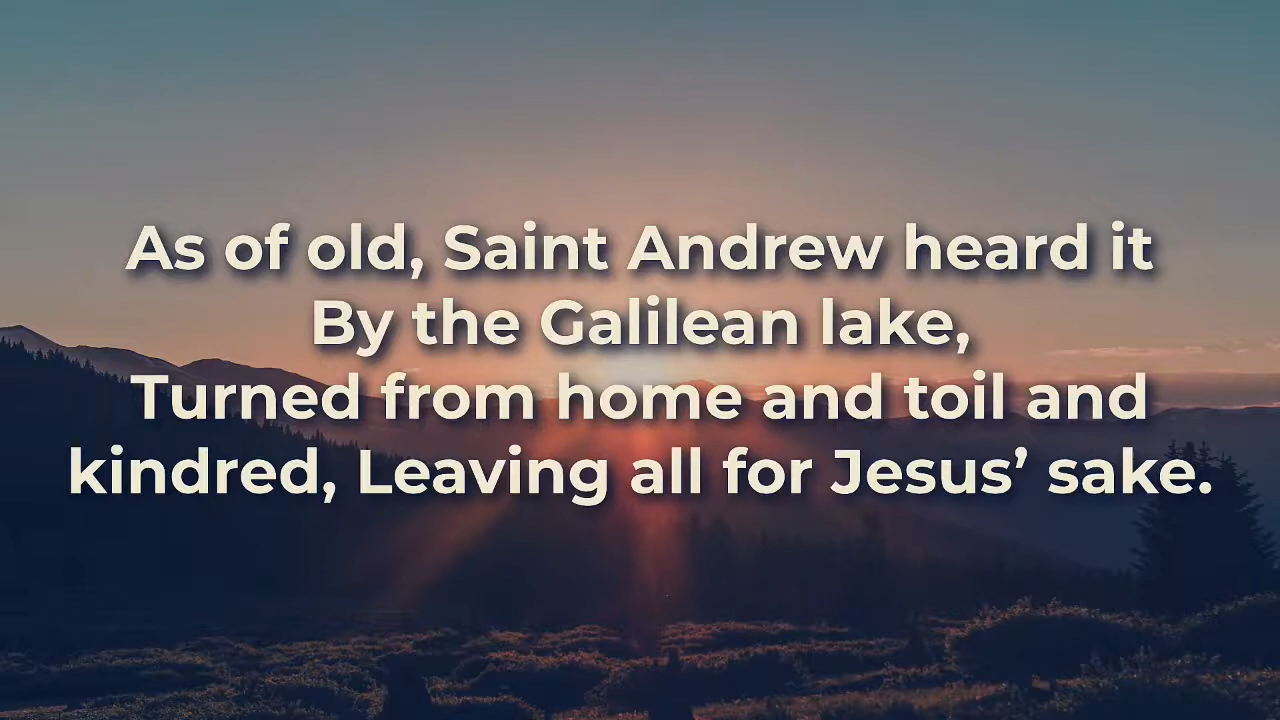 As of old, Saint Andrew heard it
By the Galilean lake,
Turned from home and toil and
kindred, Leaving all for Jesus’ sake.